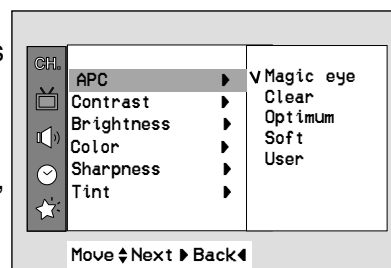 s
CH.
APC
Contrast
Brightness
Color
Sharpness
Tint
V Magic eye
Clear
Optimum
Soft
User
,
Move Next Back